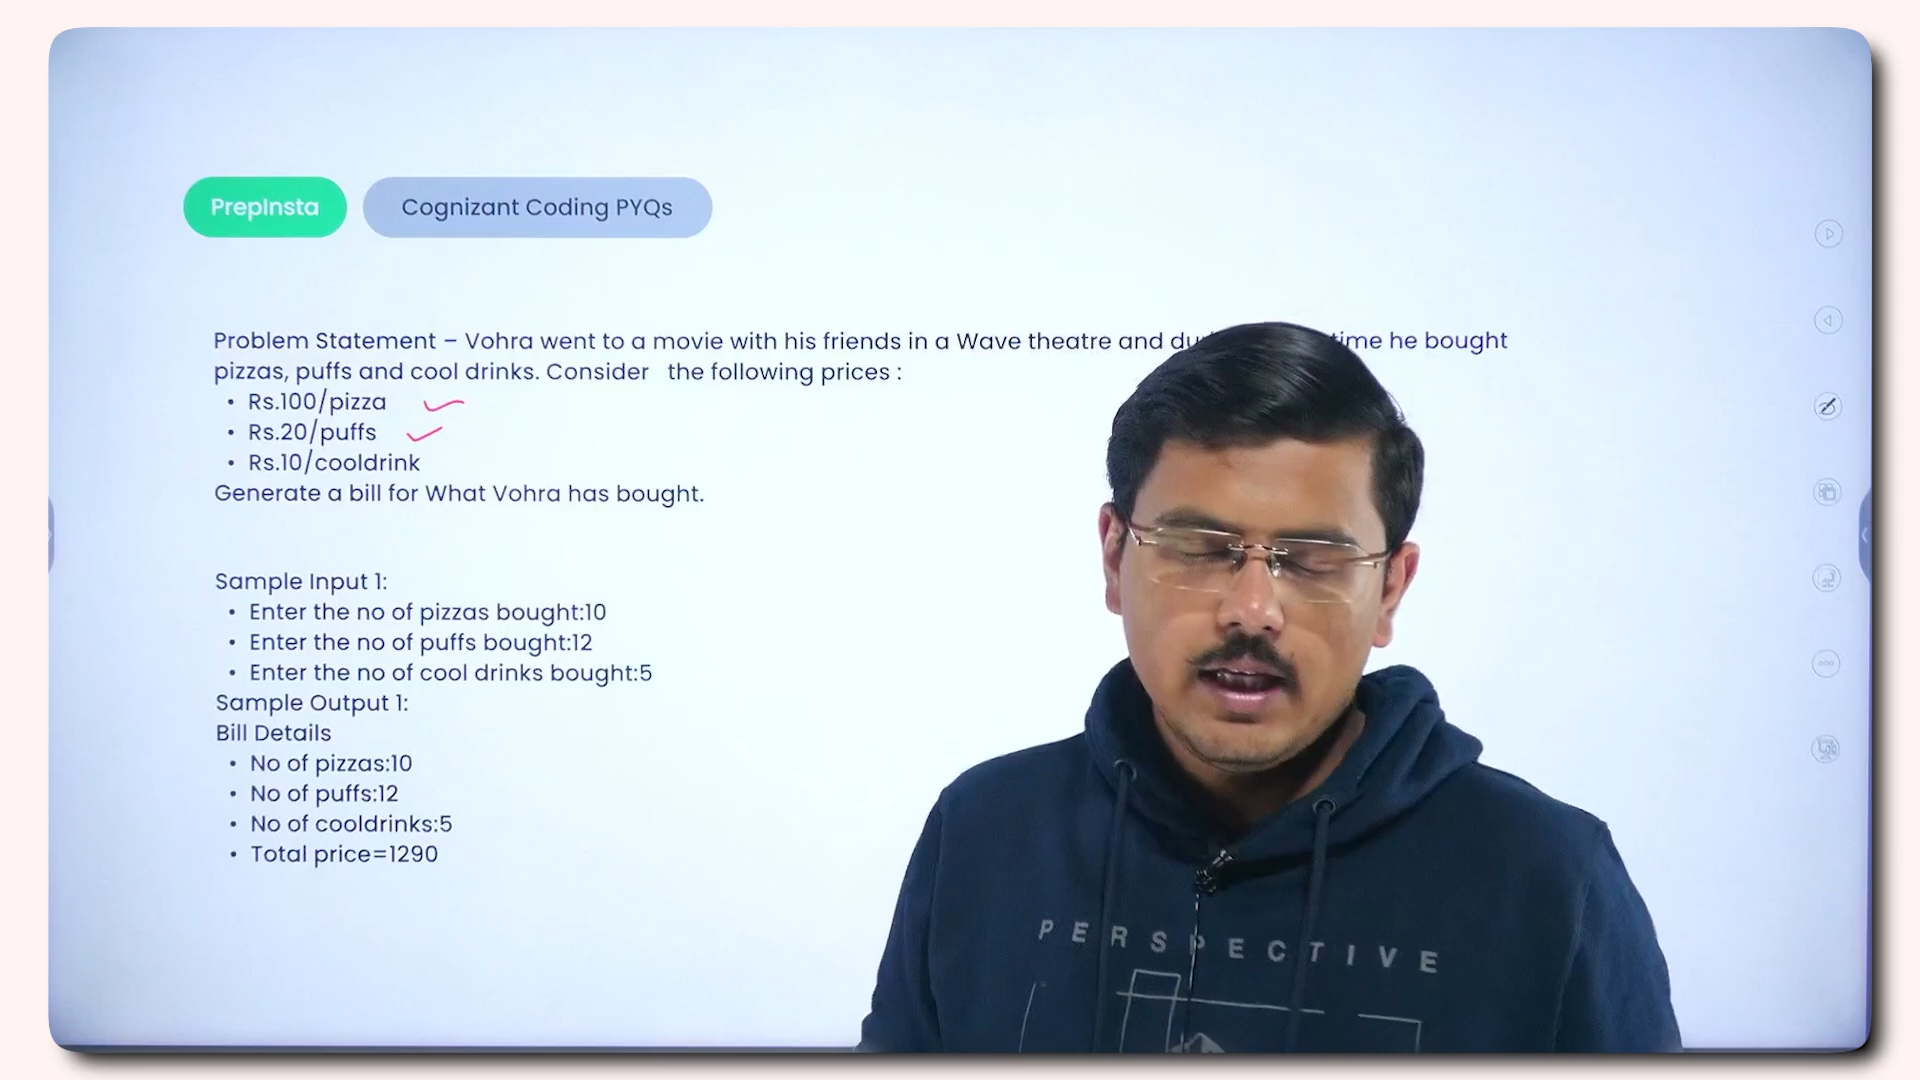 PrepInsta
Cognizant Coding PYQs
Problem Statement – Vohra went to a movie with his friends in a Wave theatre and time he bought
pizzas, puffs and cool drinks. Consider the following prices :
• Rs.100/pizza
• Rs.20/puffs
• Rs.10/cooldrink
Generate a bill for What Vohra has bought.
Sample Input 1:
• Enter the no of pizzas bought:10
• Enter the no of puffs bought:12
• Enter the no of cool drinks bought:5
Sample Output 1:
Bill Details
• No of pizzas:10
• No of puffs:12
• No of cooldrinks:5
• Total price=1290
PERSPECTIVE